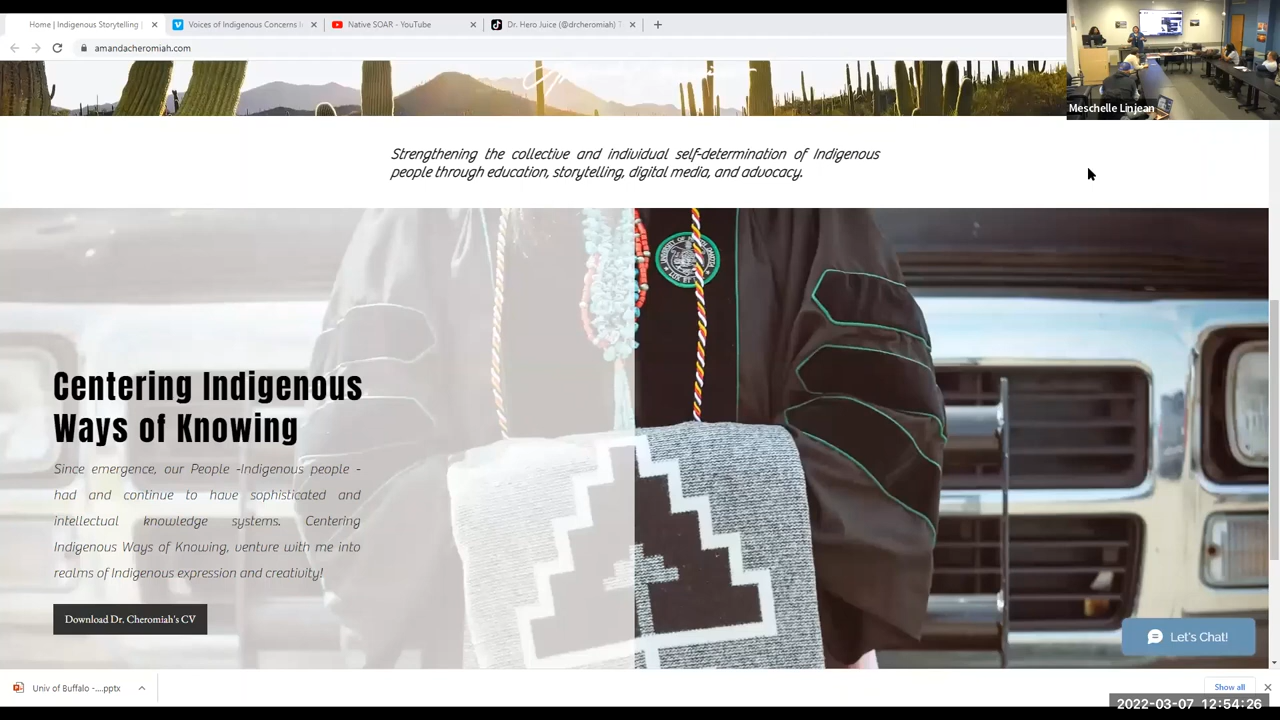 Home | Indigenous Storytelling |
Voices of Indigenous Concerns I
Native SOAR - YouTube
Dr. Hero Juice (@drcheromiah) T
amandacheromiah.com
Meschelle Linjean
Strengthening the collective and individual self-determination of Indigenous
people through education, storytelling, digital media, and advocacy.
Centering Indigenous
Ways of Knowing
Since emergence, our People -Indigenous people -
had and continue to have sophisticated and
intellectual knowledge systems. Centering
Indigenous Ways of Knowing, venture with me into
realms of Indigenous expression and creativity!
Download Dr. Cheromiah's CV
Let's Chat!
Univ of Buffalo -....pptx
Show all
2022-03-07 12:54:26